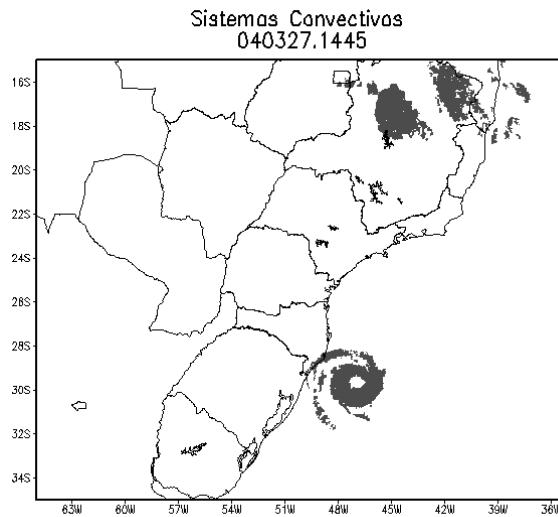 Sistemas Convectivos
040327.1445
16S
18S
20S
22S
24S
26S
28S
30S
32S
34S
63W 60W 57W 54W 51W 48W 45W 42W 39W 36W